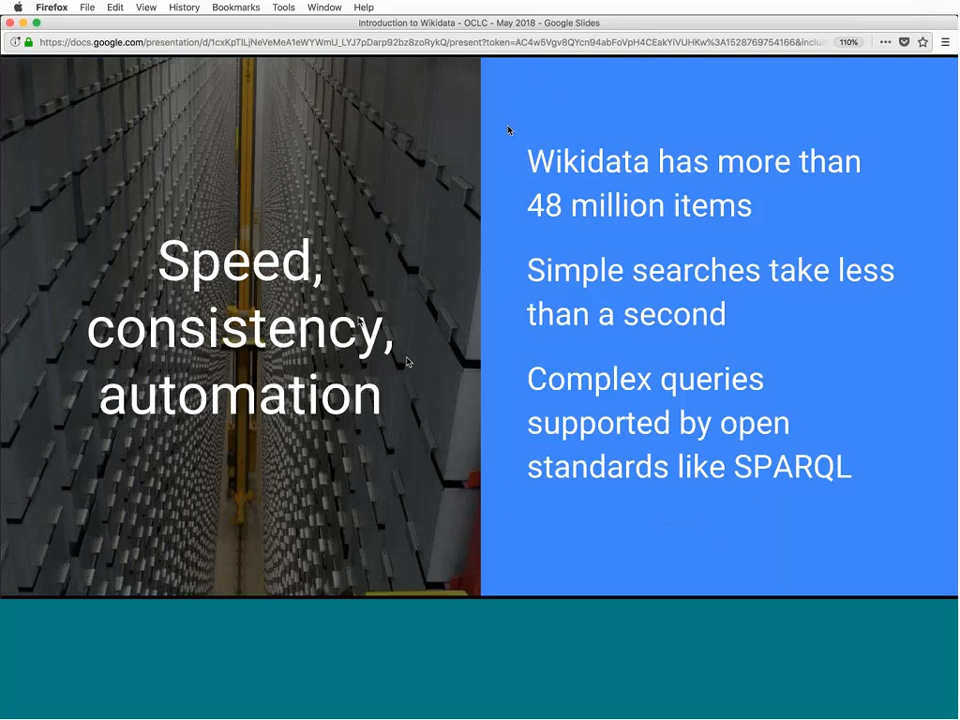 Firefox File Edit View History Bookmarks Tools Window Help
Introduction to Wikidata - OCLC - May 2018 - Google Slides
110%
Speed,
consistency,
automation
Wikidata has more than
48 million items
Simple searches take less
than a second
Complex queries
supported by open
standards like SPARQL